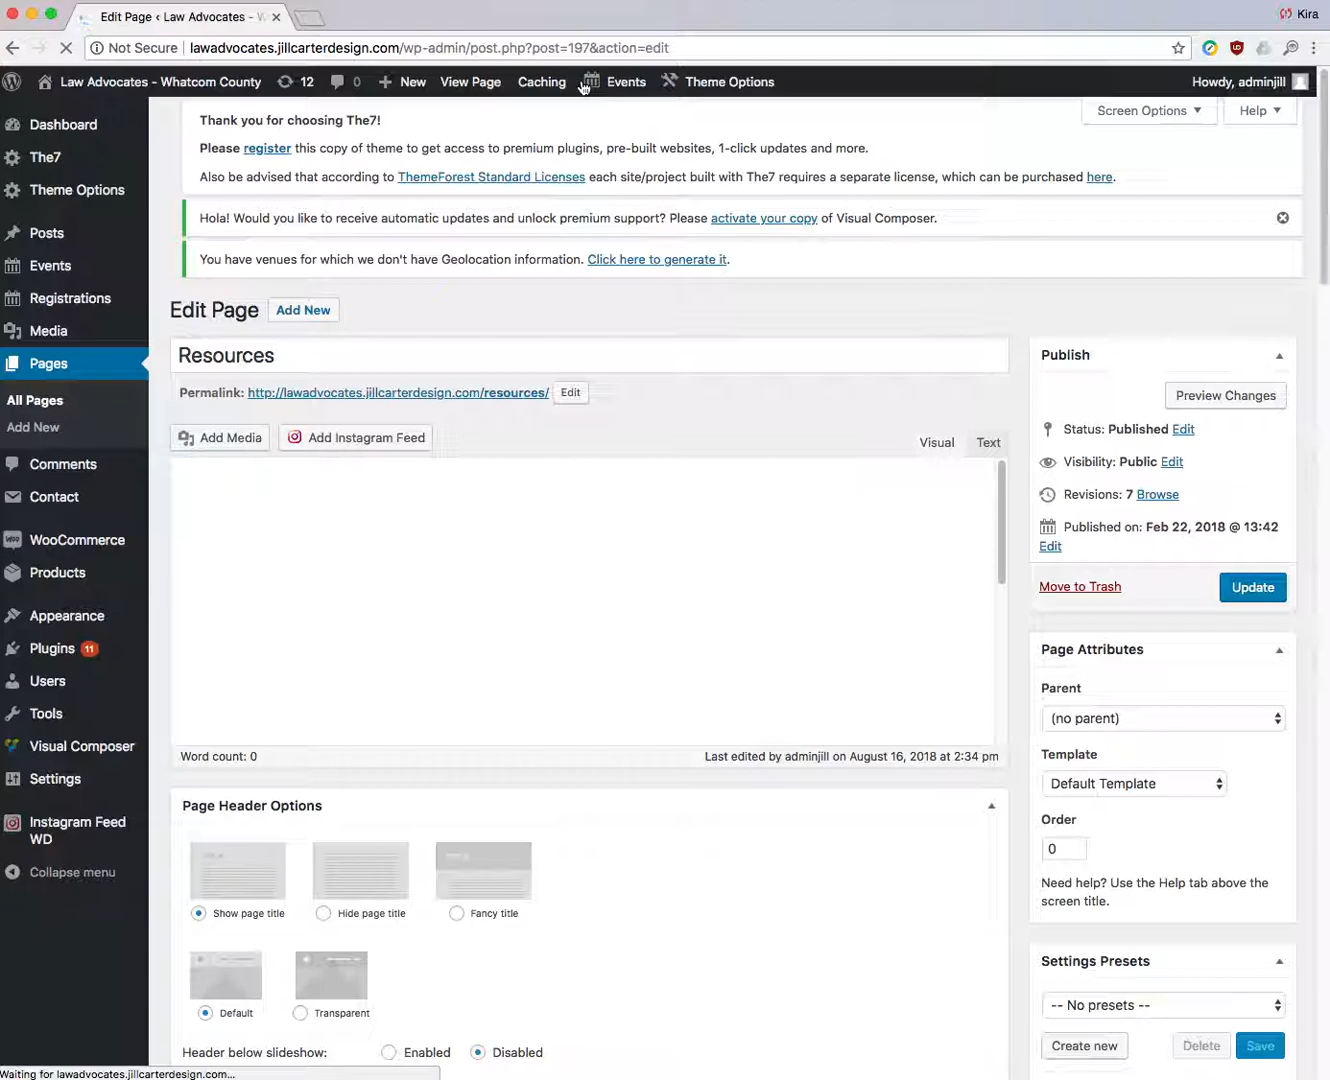 Edit Page ‹ Law Advocates -
Kira
Not Secure
lawadvocates.jillcarterdesign.com/wp-admin/post.php?post=197&action=edit
Law Advocates - Whatcom County 12 0 New View Page Caching Events Theme Options Howdy, adminjill
Screen Options Help
Dashboard
The7
Theme Options
Posts
Events
Registrations
Media
Pages
All Pages
Add New
Comments
Contact
WooCommerce
Products
Appearance
Plugins 11
Users
Tools
Visual Composer
Settings
Instagram Feed
WD
Collapse menu
Thank you for choosing The7!
Please register this copy of theme to get access to premium plugins, pre-built websites, 1-click updates and more.
Also be advised that according to ThemeForest Standard Licenses each site/project built with The7 requires a separate license, which can be purchased here.
Hola! Would you like to receive automatic updates and unlock premium support? Please activate your copy of Visual Composer.
You have venues for which we don't have Geolocation information. Click here to generate it.
Edit Page Add New
Resources
Permalink: http://lawadvocates.jillcarterdesign.com/resources/ Edit
Add Media Add Instagram Feed
Visual Text
Word count: 0 Last edited by adminjill on August 16, 2018 at 2:34 pm
Page Header Options
Show page title Hide page title Fancy title
Default Transparent
Header below slideshow: Enabled Disabled
Publish
Preview Changes
Status: Published Edit
Visibility: Public Edit
Revisions: 7 Browse
Published on: Feb 22, 2018 @ 13:42
Edit
Move to Trash Update
Page Attributes
Parent
(no parent)
Template
Default Template
Order
0
Need help? Use the Help tab above the
screen title.
Settings Presets
-- No presets --
Create new Delete Save
Waiting for lawadvocates.jillcarterdesign.com...